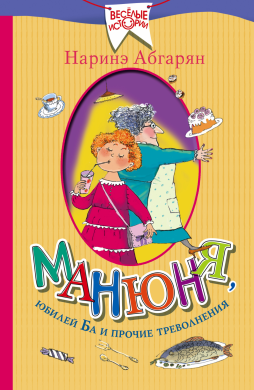 ВЕСЁЛЫЕ
ИСТОРИИ
Наринэ Абгарян
МАНЮНЯ,
ЮБИЛЕЙ БА И ПРОЧИЕ ТРЕВОЛНЕНИЯ